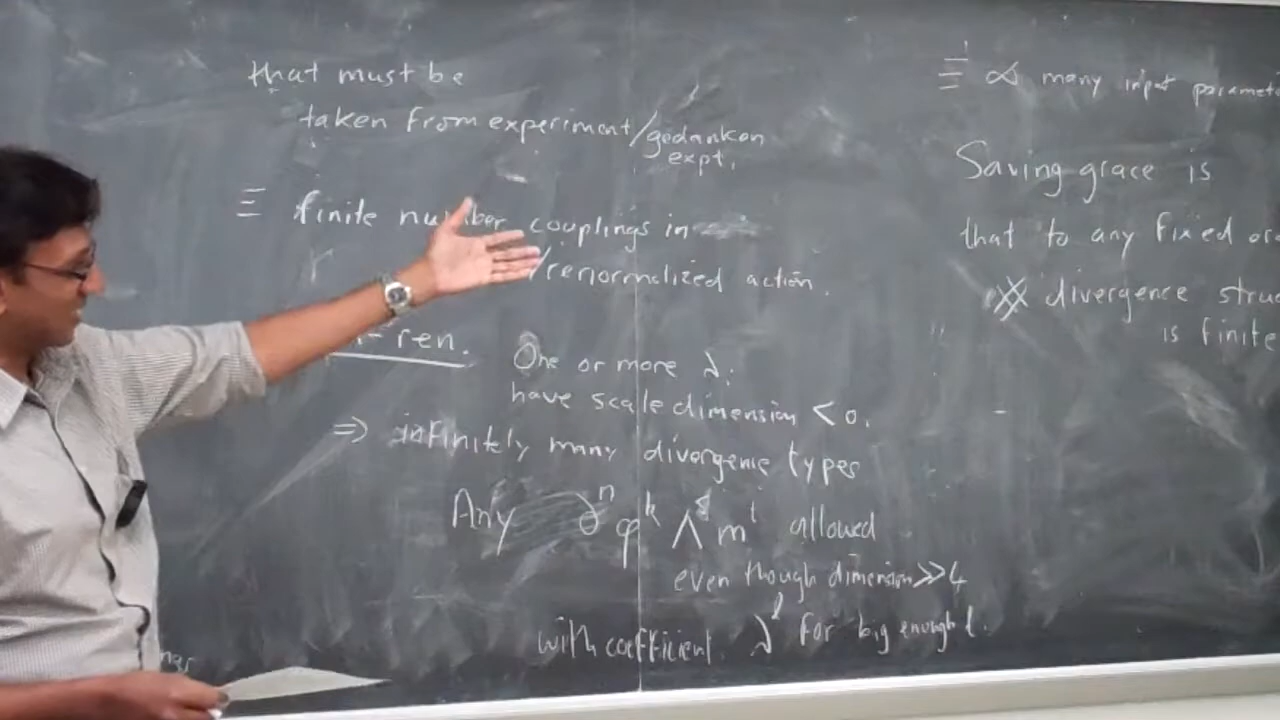 that must be
taken from experiment/gedanken
expt.
≡ finite number couplings in
/renormalized action.
ren.
One or more λ:
have scale dimension < 0.
⇒ infinitely many divergence types
Any ∂ⁿ φᵏ Λˢ mᵗ allowed
even though dimension ≫ 4
with coefficient λˡ for big enough l.
≡ ∞ many input paramet
Saving grace is
that to any fixed or
divergence struc
is finite